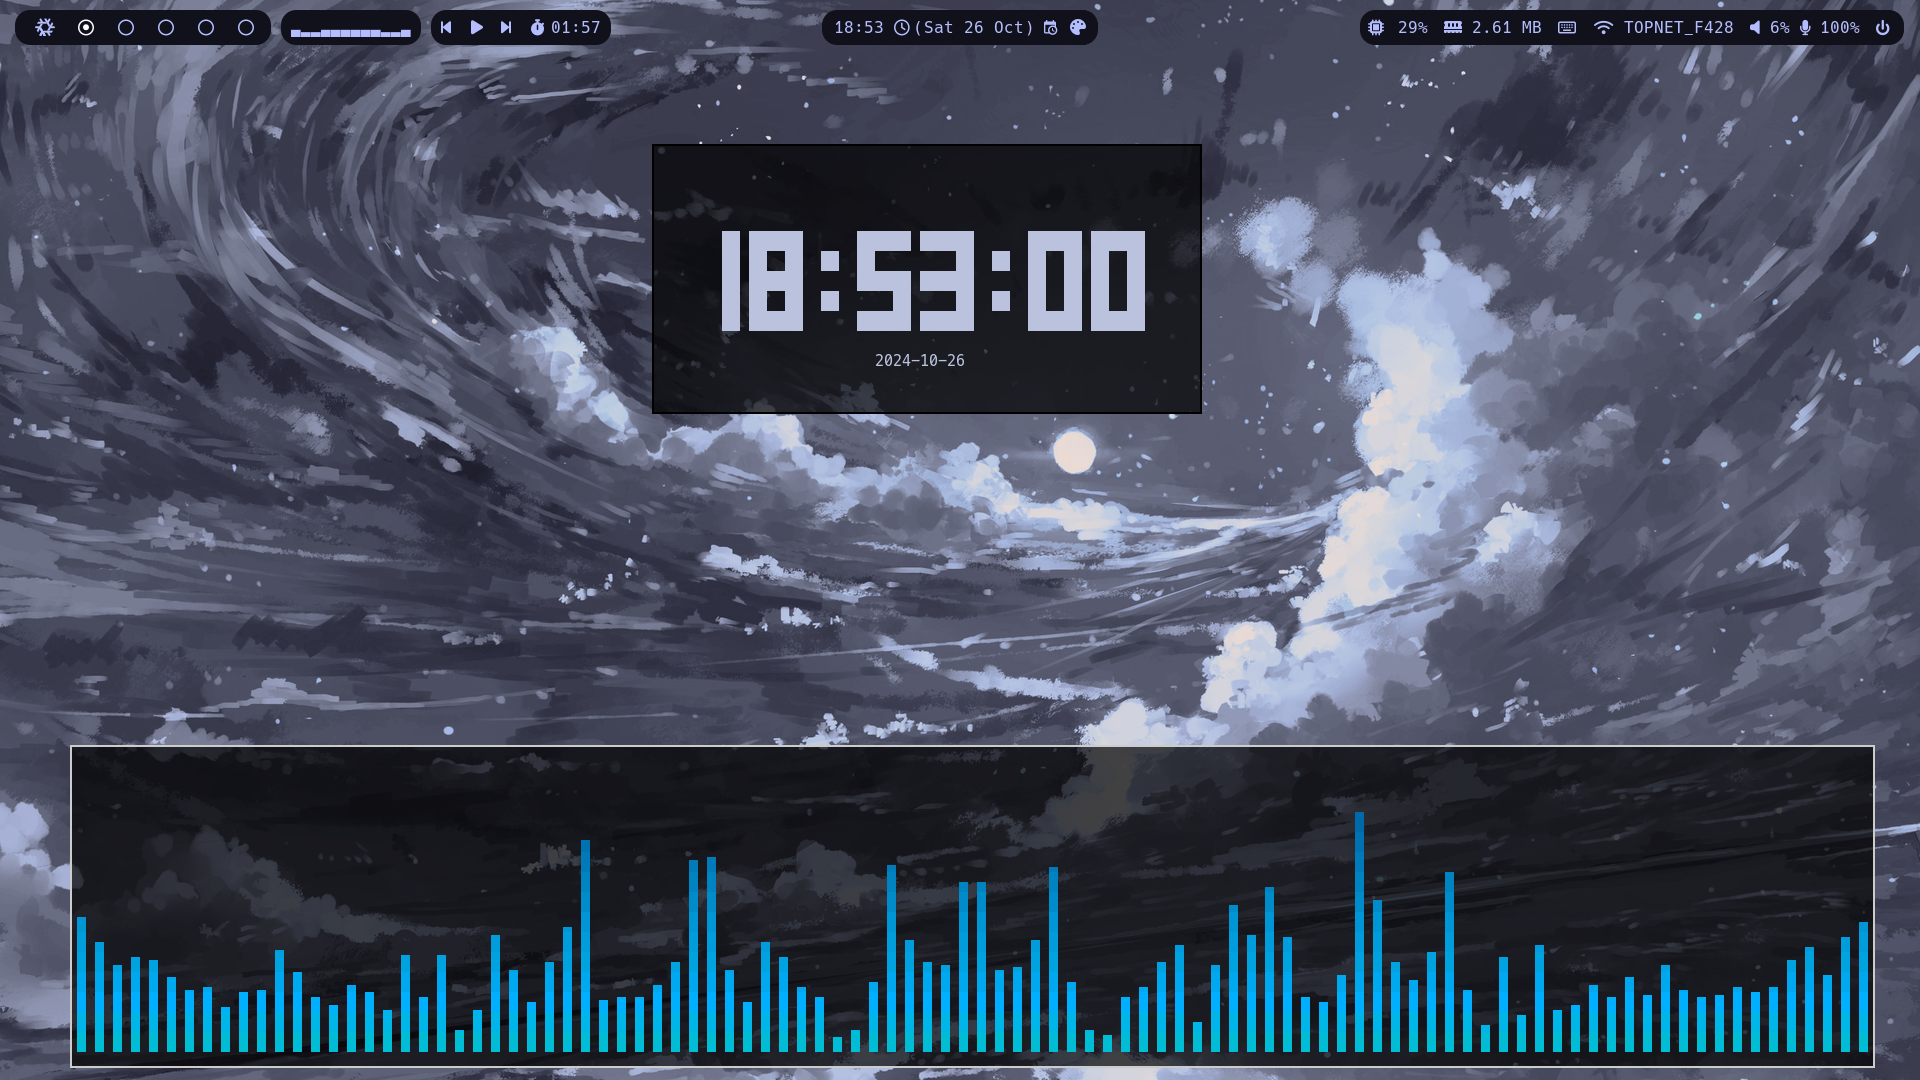 01:57
18:53 (Sat 26 Oct)
29% 2.61 MB TOPNET_F428 6% 100%
18:53:00
2024-10-26